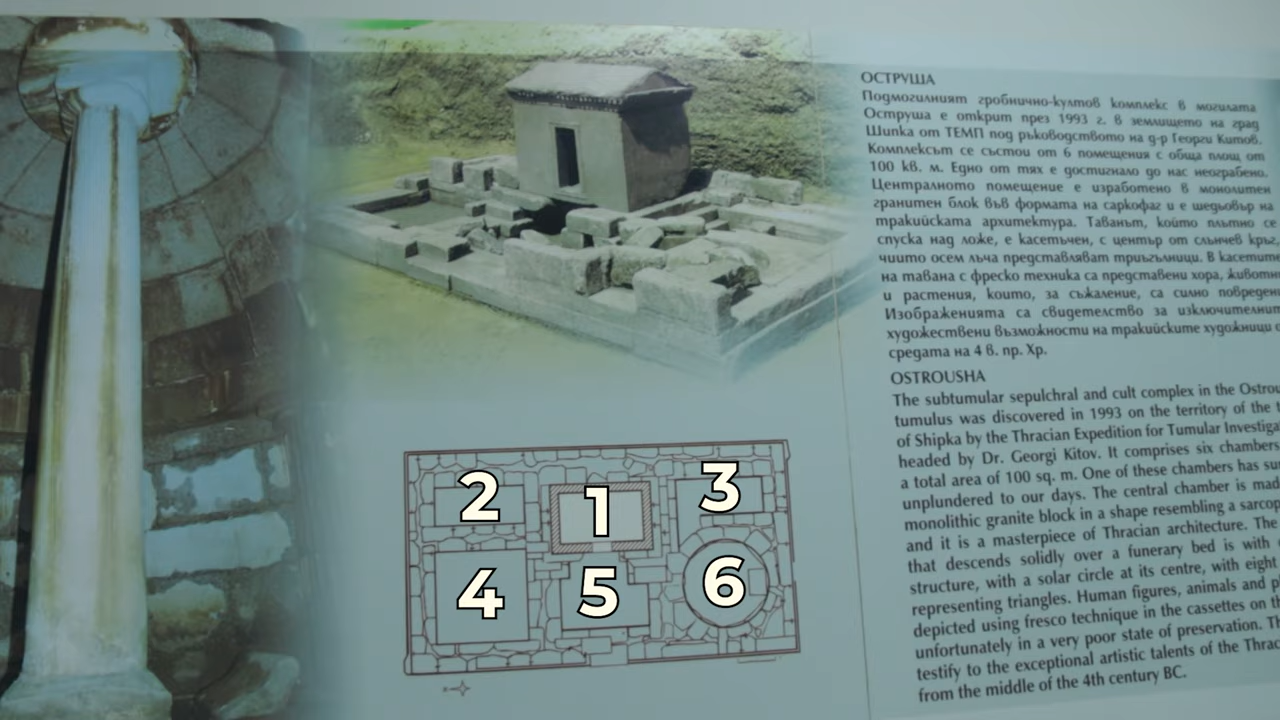 ОСТРУША
Подмогилният гробнично-култов комплекс в могилата
Оструша е открит през 1993 г. в землището на град
Шипка от ТЕМП под ръководството на д-р Георги Китов.
Комплексът се състои от 6 помещения с обща площ от
100 кв. м. Едно от тях е достигнало до нас неограбено.
Централното помещение е изработено в монолитен
гранитен блок във формата на саркофаг и е шедьовър на
тракийската архитектура. Таванът, който плътно се
спуска над ложе, е касетъчен, с център от слънчев кръг,
чиито осем лъча представляват триъгълници. В касетите
на тавана с фреско техника са представени хора,
и растения, които, за съжаление, са силно
Изображенията са свидетелство за
художествени възможности на тракийските художници
средата на 4 в. пр. Хр.
OSTROUSHA
The subtumular sepulchral and cult complex in the
tumulus was discovered in 1993 on the territory of the
of Shipka by the Thracian Expedition for Tumular
headed by Dr. Georgi Kitov. It comprises six chambers
a total area of 100 sq. m. One of these chambers has
unplundered to our days. The central chamber is made
monolithic granite block in a shape resembling a
and it is a masterpiece of Thracian architecture. The
that descends solidly over a funerary bed is with
structure, with a solar circle at its centre, with eight
representing triangles. Human figures, animals and
depicted using fresco technique in the cassettes on
unfortunately in a very poor state of preservation.
testify to the exceptional artistic talents of the
from the middle of the 4th century BC.
2 1 3
4 5 6